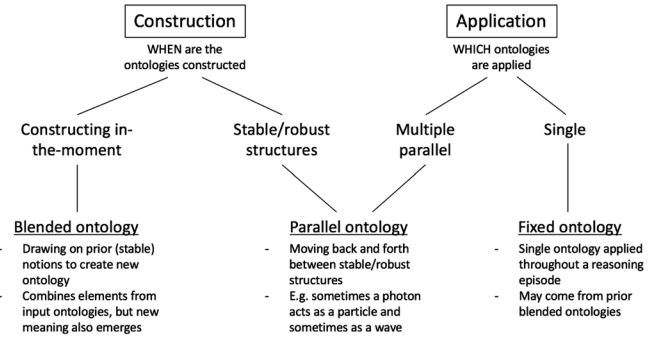 Construction
WHEN are the
ontologies constructed
Application
WHICH ontologies
are applied
Constructing in-
the-moment
Stable/robust
structures
Multiple
parallel
Single
Blended ontology
- Drawing on prior (stable)
notions to create new
ontology
- Combines elements from
input ontologies, but new
meaning also emerges
Parallel ontology
- Moving back and forth
between stable/robust
structures
- E.g. sometimes a photon
acts as a particle and
sometimes as a wave
Fixed ontology
- Single ontology applied
throughout a reasoning
episode
- May come from prior
blended ontologies